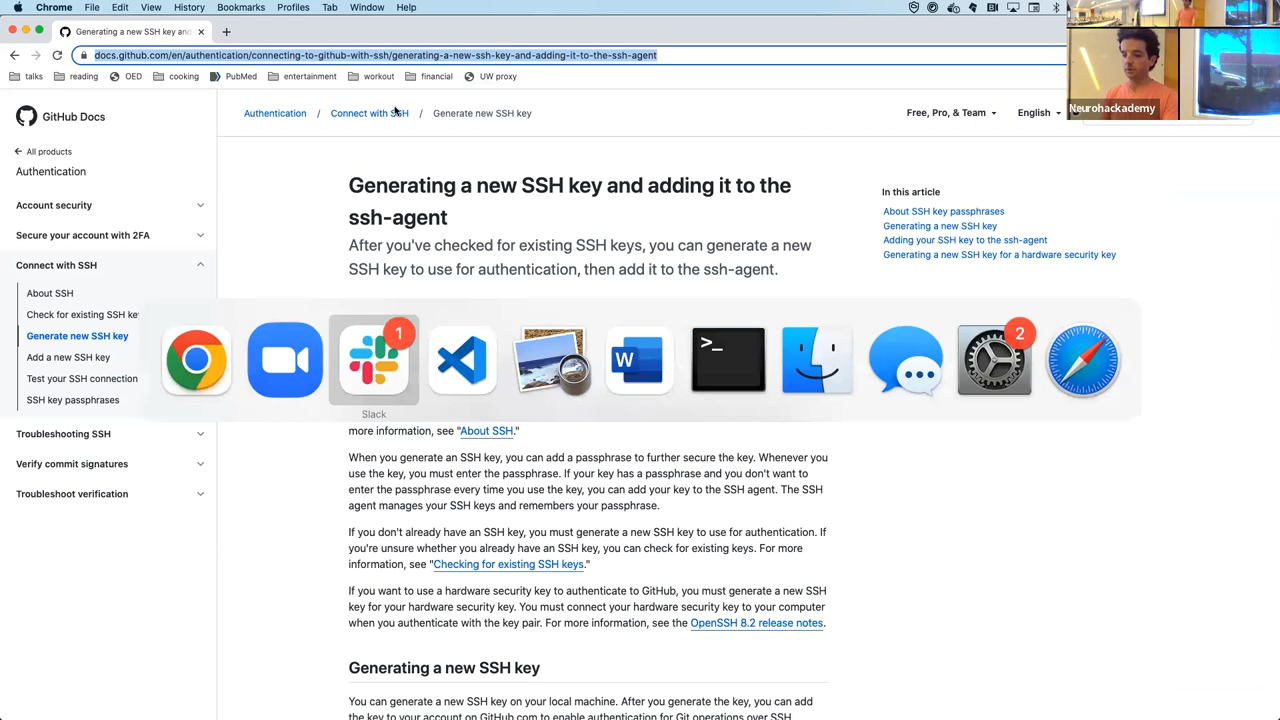 Chrome File Edit View History Bookmarks Profiles Tab Window Help
Generating a new SSH key and
docs.github.com/en/authentication/connecting-to-github-with-ssh/generating-a-new-ssh-key-and-adding-it-to-the-ssh-agent
talks reading OED cooking PubMed entertainment workout financial UW proxy
Neurohackademy
GitHub Docs
Authentication / Connect with SSH / Generate new SSH key
Free, Pro, & Team English
All products
Authentication
Account security
Secure your account with 2FA
Connect with SSH
About SSH
Check for existing SSH ke
Generate new SSH key
Add a new SSH key
Test your SSH connection
SSH key passphrases
Troubleshooting SSH
Verify commit signatures
Troubleshoot verification
Generating a new SSH key and adding it to the
ssh-agent
After you've checked for existing SSH keys, you can generate a new
SSH key to use for authentication, then add it to the ssh-agent.
In this article
About SSH key passphrases
Generating a new SSH key
Adding your SSH key to the ssh-agent
Generating a new SSH key for a hardware security key
1
W
>_
2
Slack
more information, see "About SSH."
When you generate an SSH key, you can add a passphrase to further secure the key. Whenever you
use the key, you must enter the passphrase. If your key has a passphrase and you don't want to
enter the passphrase every time you use the key, you can add your key to the SSH agent. The SSH
agent manages your SSH keys and remembers your passphrase.
If you don't already have an SSH key, you must generate a new SSH key to use for authentication. If
you're unsure whether you already have an SSH key, you can check for existing keys. For more
information, see "Checking for existing SSH keys."
If you want to use a hardware security key to authenticate to GitHub, you must generate a new SSH
key for your hardware security key. You must connect your hardware security key to your computer
when you authenticate with the key pair. For more information, see the OpenSSH 8.2 release notes.
Generating a new SSH key
You can generate a new SSH key on your local machine. After you generate the key, you can add
the key to your account on GitHub.com to enable authentication for Git operations over SSH.